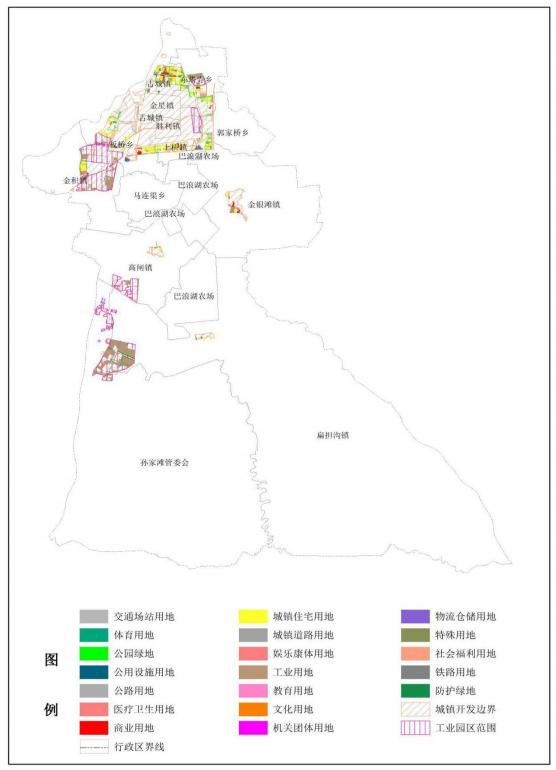 古城镇
金星镇
古城镇
胜利镇
郭家桥乡
板桥乡
上桥镇
巴浪湖农场
金积镇
马连渠乡
巴浪湖农场
金银滩镇
巴浪湖农场
高闸镇
巴浪湖农场
扁担沟镇
孙家滩管委会
图例
交通场站用地
体育用地
公园绿地
公用设施用地
公路用地
医疗卫生用地
商业用地
行政区界线
城镇住宅用地
城镇道路用地
娱乐康体用地
工业用地
教育用地
文化用地
机关团体用地
物流仓储用地
特殊用地
社会福利用地
铁路用地
防护绿地
城镇开发边界
工业园区范围